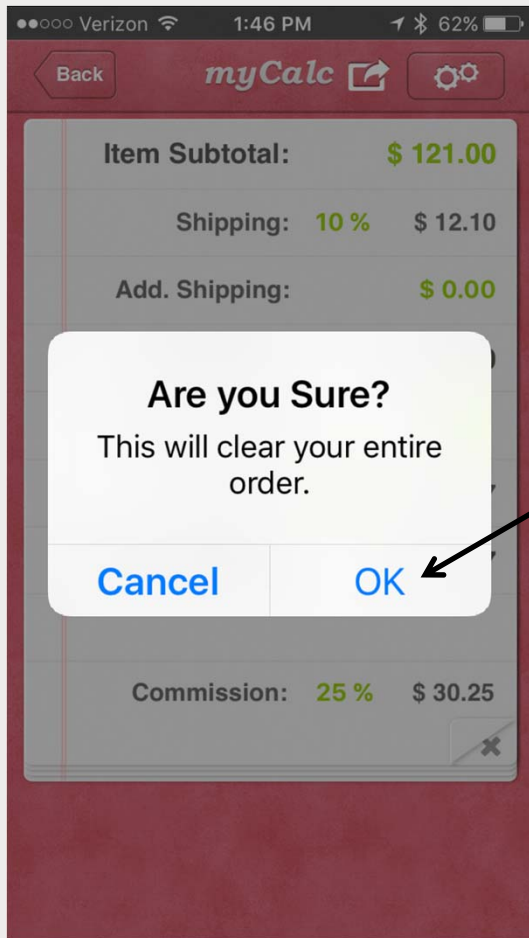 Verizon 1:46 PM 62%
Back myCalc
Item Subtotal: $ 121.00
Shipping: 10 % $ 12.10
Add. Shipping: $ 0.00
Are you Sure?
This will clear your entire
order.
Cancel OK
Commission: 25 % $ 30.25